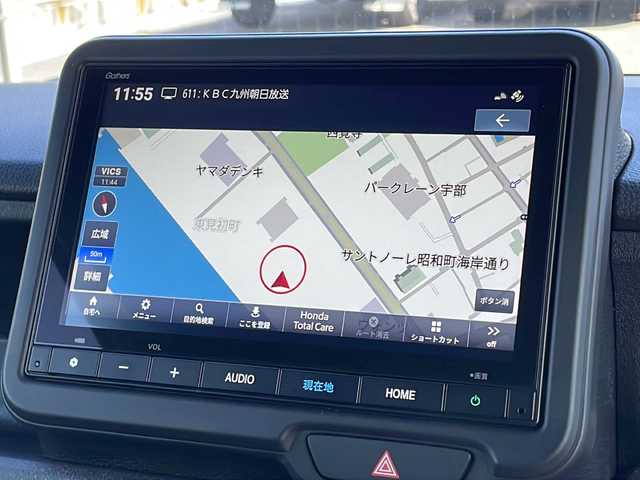 Gathers
11:55 611:KBC九州朝日放送
西覚寺
VICS
11:44
ヤマダデンキ
パークレーン宇部
東見初町
広域
50m
サントノーレ昭和町海岸通り
詳細
ボタン消
自宅へ
メニュー
目的地検索
ここを登録
Honda
Total Care
ルート消去
ショートカット
off
VOL
*画質
− + AUDIO 現在地 HOME